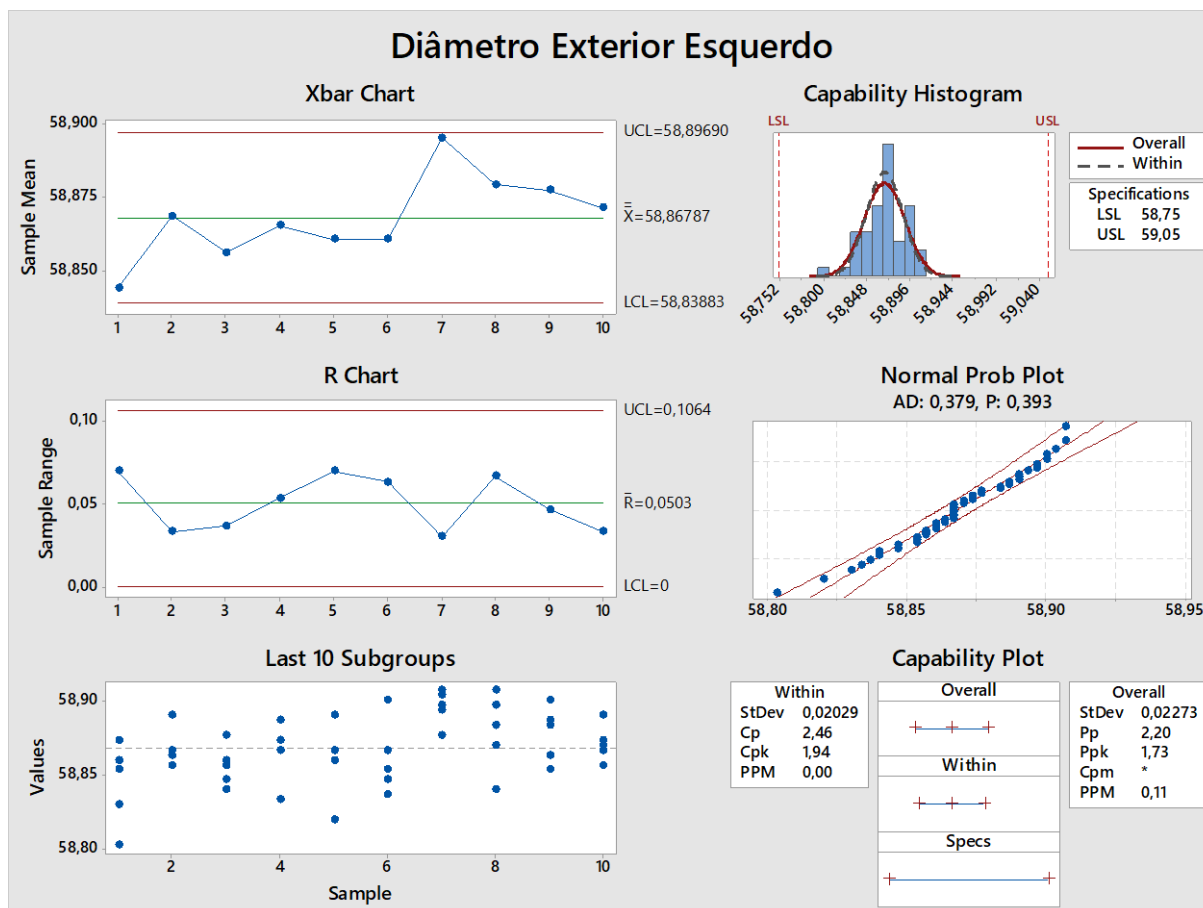 Diâmetro Exterior Esquerdo
Xbar Chart
58,900
58,875
58,850
Sample Mean
UCL=58,89690
X̿=58,86787
LCL=58,83883
1 2 3 4 5 6 7 8 9 10
Capability Histogram
LSL USL
Overall
Within
Specifications
LSL 58,75
USL 59,05
58,752 58,800 58,848 58,896 58,944 58,992 59,040
R Chart
0,10
0,05
0,00
Sample Range
UCL=0,1064
R̄=0,0503
LCL=0
1 2 3 4 5 6 7 8 9 10
Normal Prob Plot
AD: 0,379, P: 0,393
58,80 58,85 58,90 58,95
Last 10 Subgroups
58,90
58,85
58,80
Values
2 4 6 8 10
Sample
Capability Plot
Within
StDev 0,02029
Cp 2,46
Cpk 1,94
PPM 0,00
Overall
Within
Specs
Overall
StDev 0,02273
Pp 2,20
Ppk 1,73
Cpm *
PPM 0,11